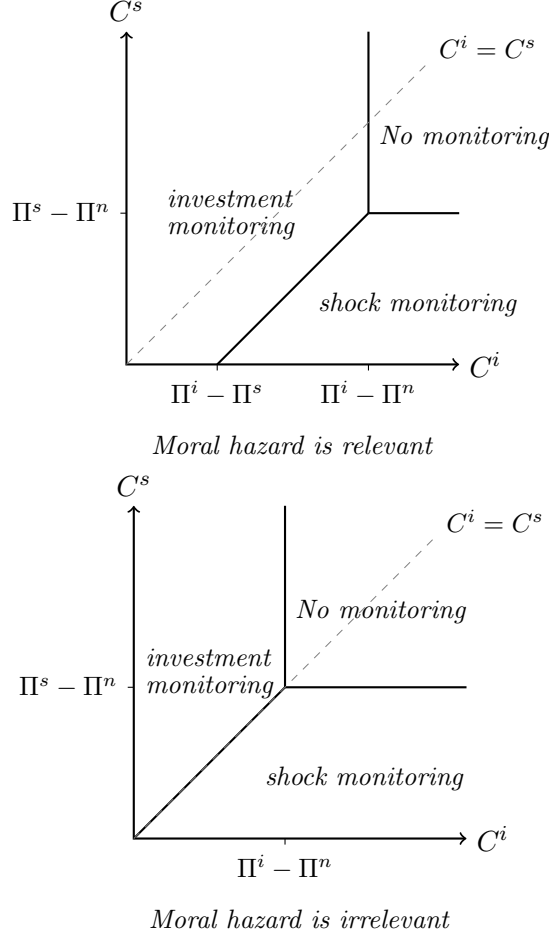 C^s
C^i = C^s
No monitoring
investment
monitoring
Π^s − Π^n
shock monitoring
C^i
Π^i − Π^s
Π^i − Π^n
Moral hazard is relevant
C^s
C^i = C^s
No monitoring
investment
monitoring
Π^s − Π^n
shock monitoring
C^i
Π^i − Π^n
Moral hazard is irrelevant